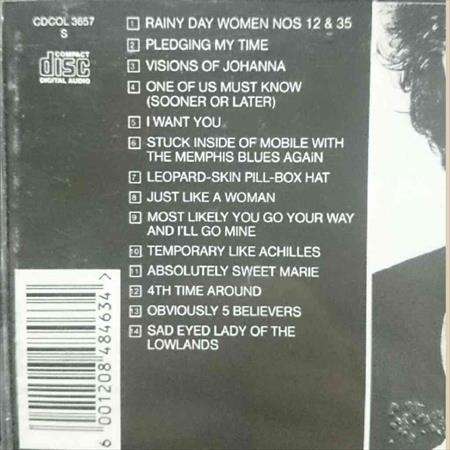 CDCOL 3657
S
COMPACT
disc
DIGITAL AUDIO
1 RAINY DAY WOMEN NOS 12 & 35
2 PLEDGING MY TIME
3 VISIONS OF JOHANNA
4 ONE OF US MUST KNOW
(SOONER OR LATER)
5 I WANT YOU
6 STUCK INSIDE OF MOBILE WITH
THE MEMPHIS BLUES AGAIN
7 LEOPARD-SKIN PILL-BOX HAT
8 JUST LIKE A WOMAN
9 MOST LIKELY YOU GO YOUR WAY
AND I'LL GO MINE
10 TEMPORARY LIKE ACHILLES
11 ABSOLUTELY SWEET MARIE
12 4TH TIME AROUND
13 OBVIOUSLY 5 BELIEVERS
14 SAD EYED LADY OF THE
LOWLANDS
6 001208 484634 >